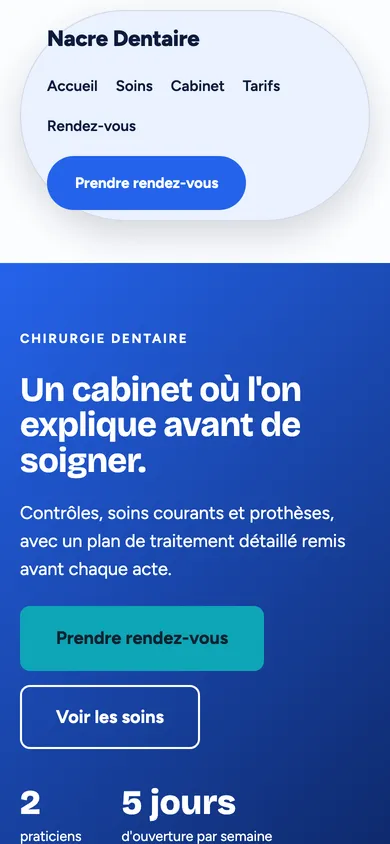 Nacre Dentaire
Accueil Soins Cabinet Tarifs
Rendez-vous
Prendre rendez-vous
CHIRURGIE DENTAIRE
Un cabinet où l'on
explique avant de
soigner.
Contrôles, soins courants et prothèses,
avec un plan de traitement détaillé remis
avant chaque acte.
Prendre rendez-vous
Voir les soins
2 5 jours
praticiens d'ouverture par semaine